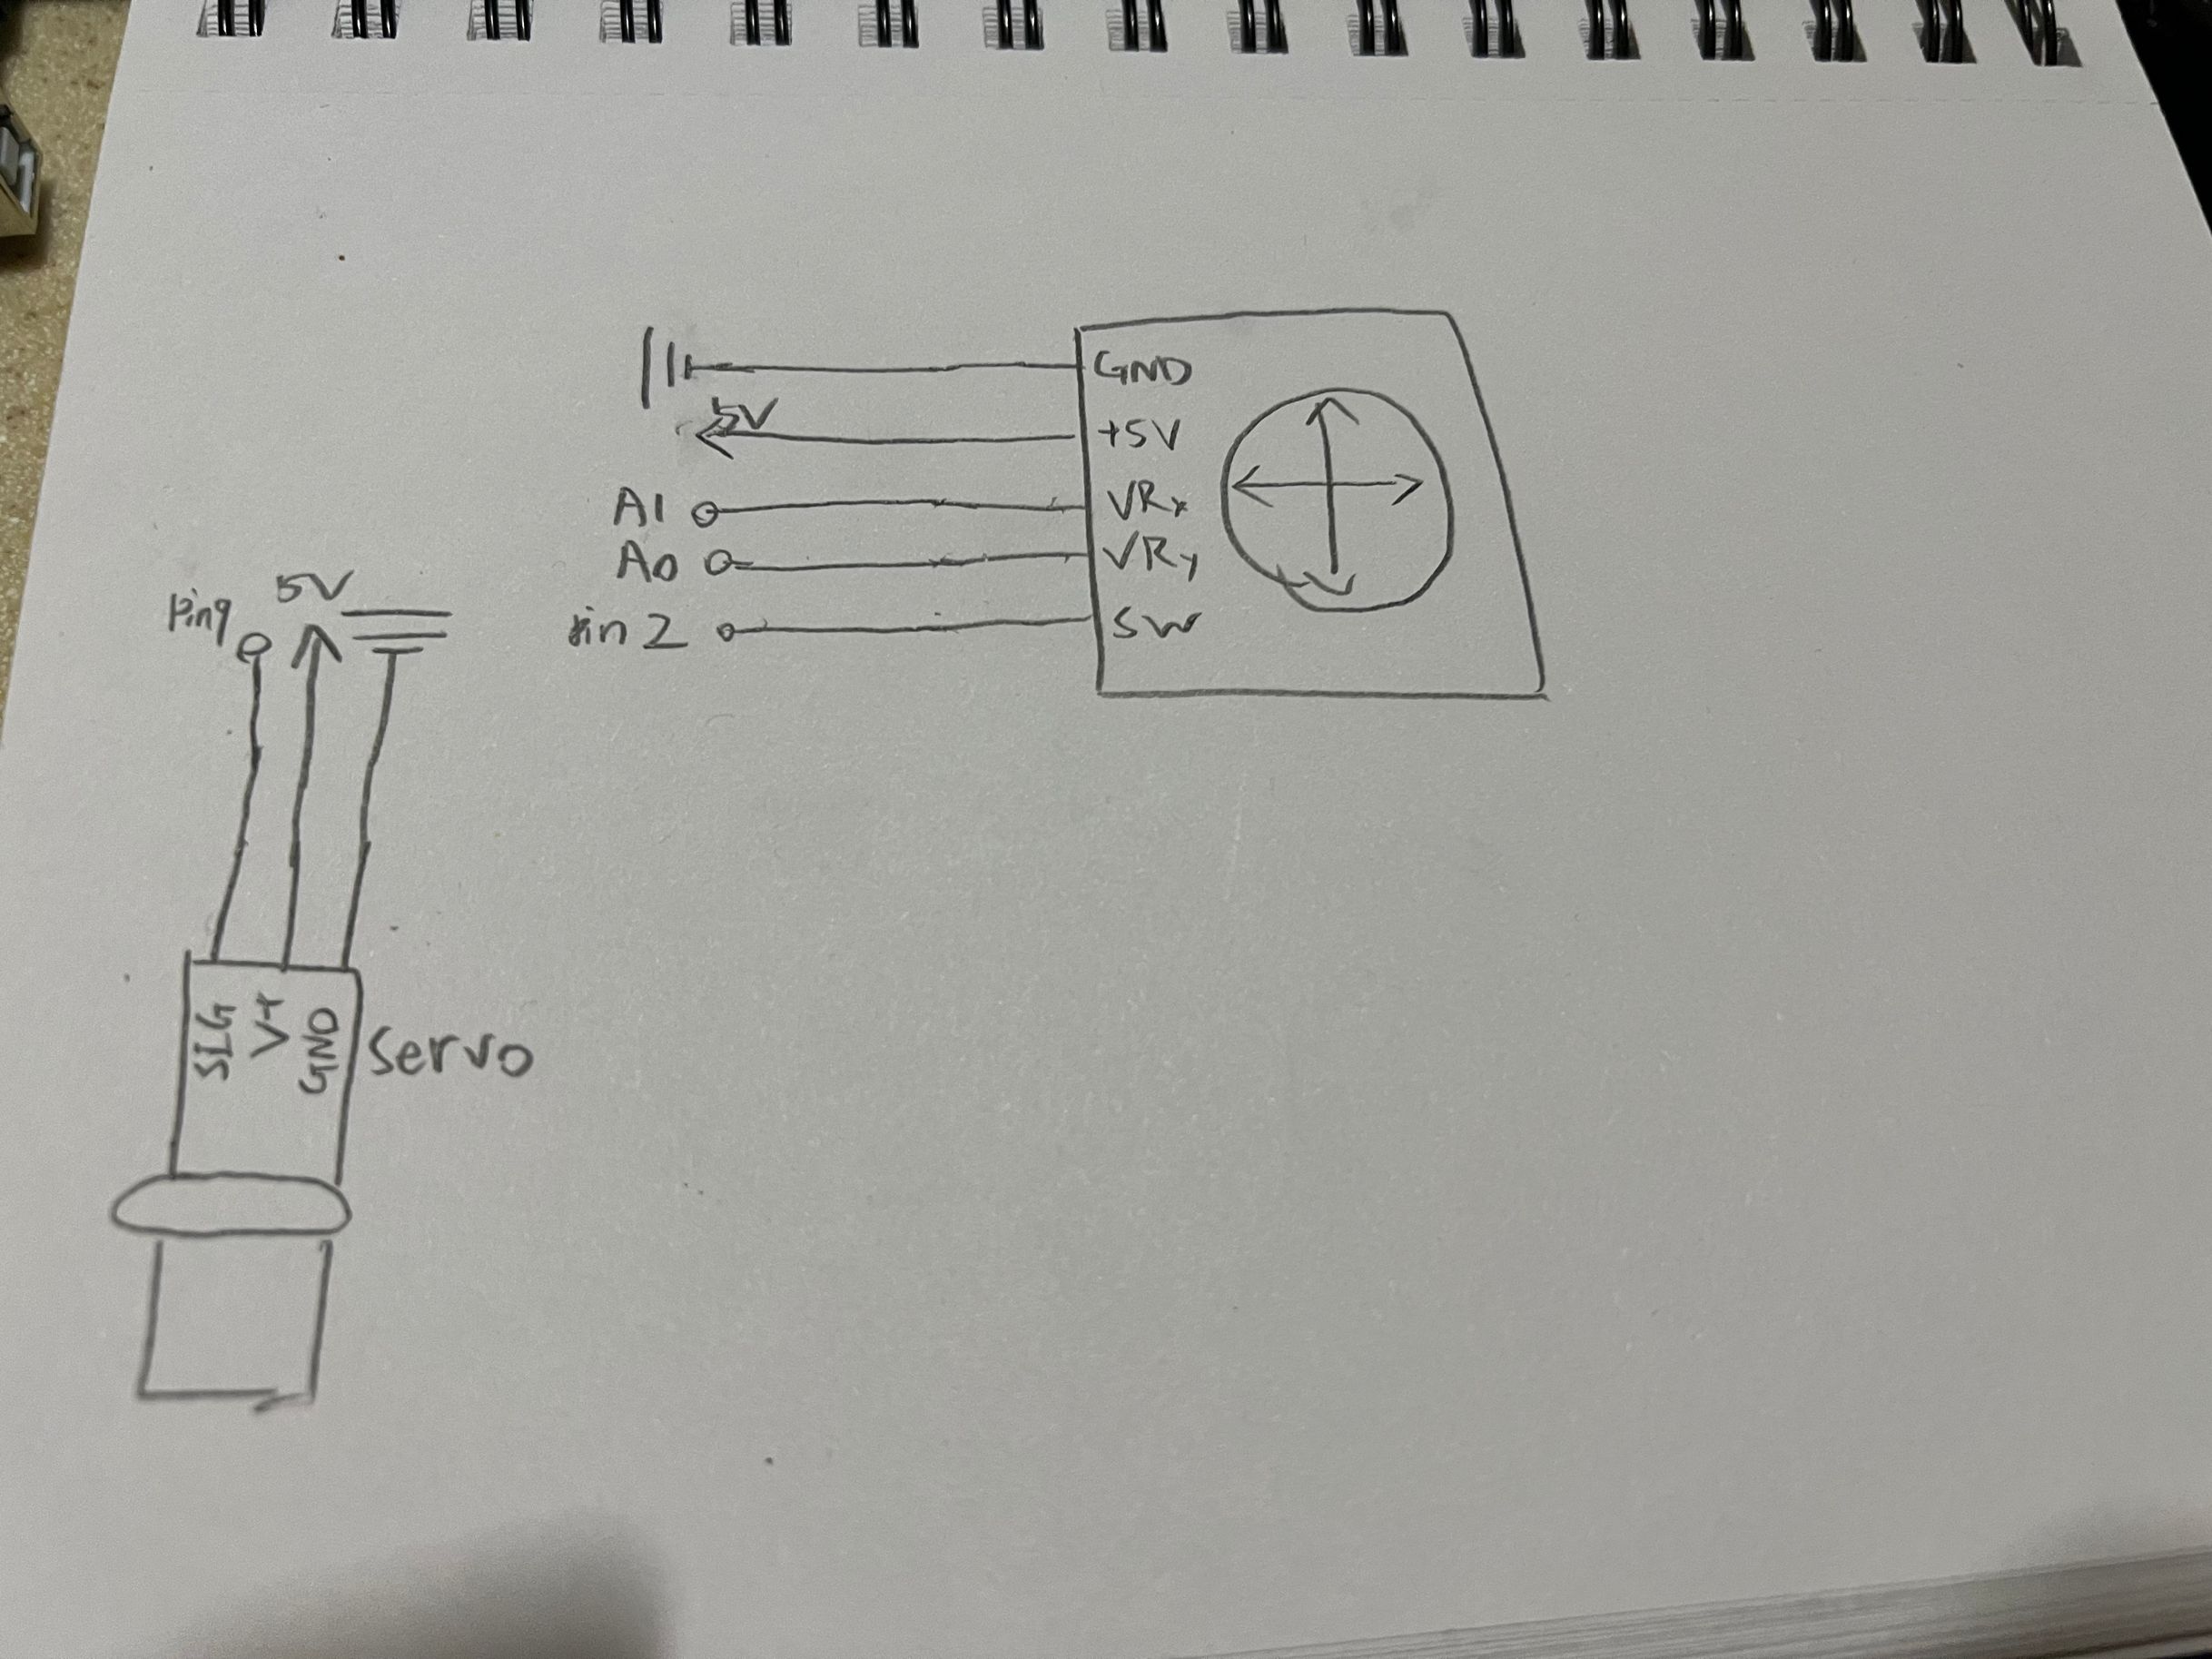 GND
5V
+5V
A1
VRx
A0
VRy
pin 2
SW
pin9
5V
SIG
V+
GND
servo